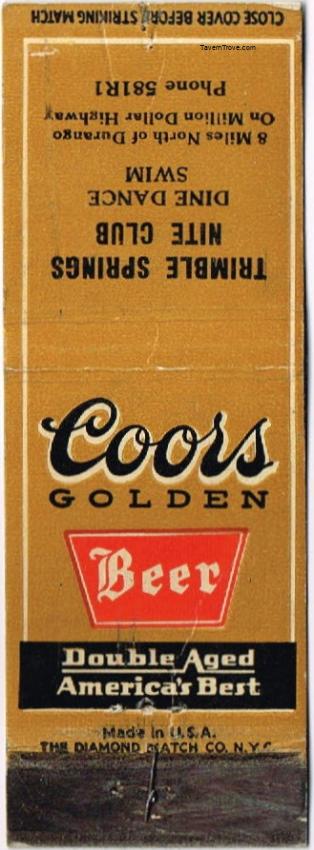 CLOSE COVER BEFORE STRIKING MATCH
TavernTrove.com
TRIMBLE SPRINGS
NITE CLUB
DINE DANCE
SWIM
8 Miles North of Durango
On Million Dollar Highway
Phone 581R1
Coors
GOLDEN
Beer
Double Aged
America's Best
Made in U.S.A.
THE DIAMOND MATCH CO. N.Y.C.